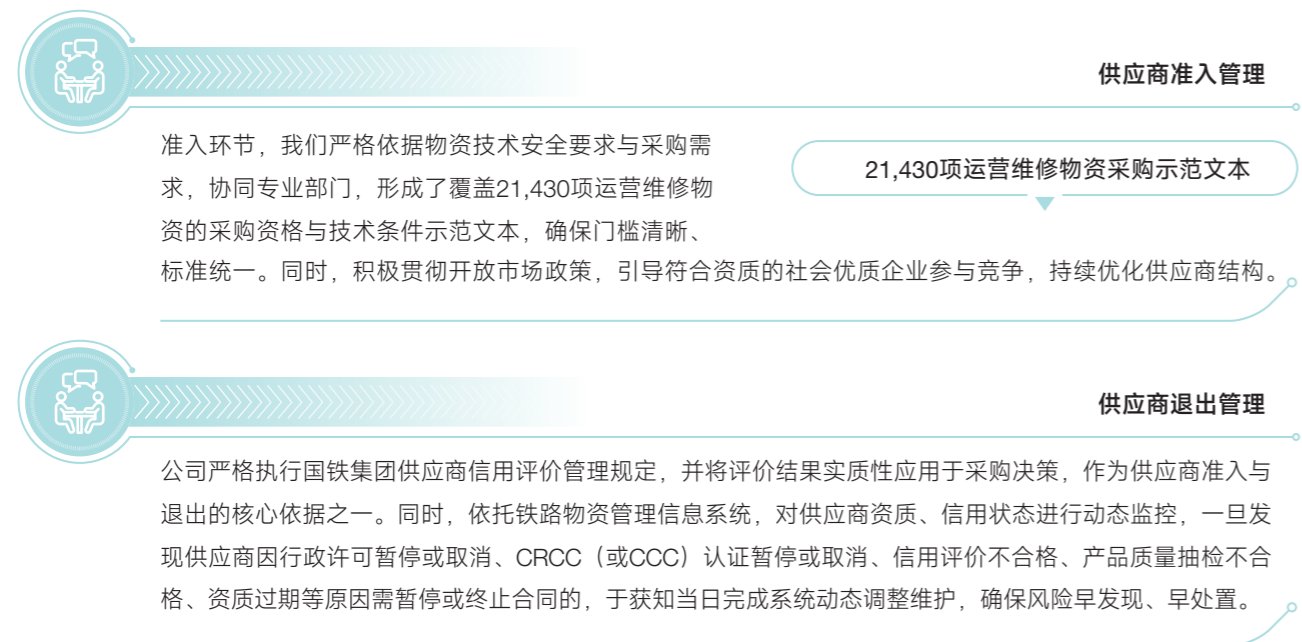 供应商准入管理
准入环节，我们严格依据物资技术安全要求与采购需
求，协同专业部门，形成了覆盖21,430项运营维修物
资的采购资格与技术条件示范文本，确保门槛清晰、
标准统一。同时，积极贯彻开放市场政策，引导符合资质的社会优质企业参与竞争，持续优化供应商结构。
21,430项运营维修物资采购示范文本
供应商退出管理
公司严格执行国铁集团供应商信用评价管理规定，并将评价结果实质性应用于采购决策，作为供应商准入与
退出的核心依据之一。同时，依托铁路物资管理信息系统，对供应商资质、信用状态进行动态监控，一旦发
现供应商因行政许可暂停或取消、CRCC（或CCC）认证暂停或取消、信用评价不合格、产品质量抽检不合
格、资质过期等原因需暂停或终止合同的，于获知当日完成系统动态调整维护，确保风险早发现、早处置。